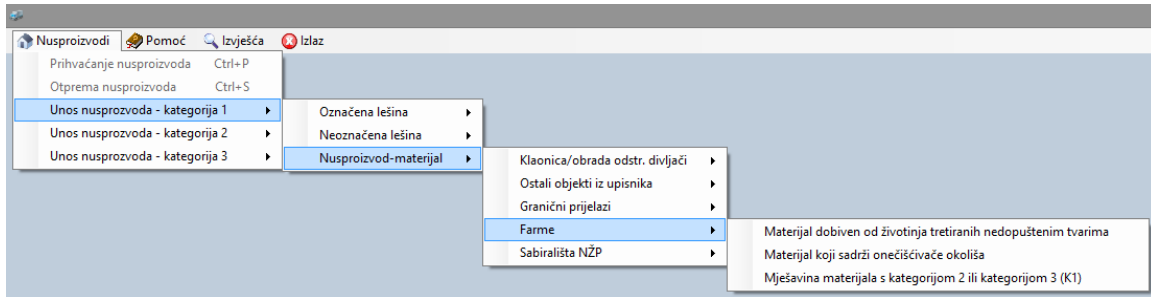 Nusproizvodi Pomoć Izvješća Izlaz
Prihvaćanje nusproizvoda Ctrl+P
Otprema nusproizvoda Ctrl+S
Unos nusprozvoda - kategorija 1
Unos nusprozvoda - kategorija 2
Unos nusprozvoda - kategorija 3
Označena lešina
Neoznačena lešina
Nusproizvod-materijal
Klaonica/obrada odstr. divljači
Ostali objekti iz upisnika
Granični prijelazi
Farme
Sabirališta NŽP
Materijal dobiven od životinja tretiranih nedopuštenim tvarima
Materijal koji sadrži onečišćivače okoliša
Mješavina materijala s kategorijom 2 ili kategorijom 3 (K1)